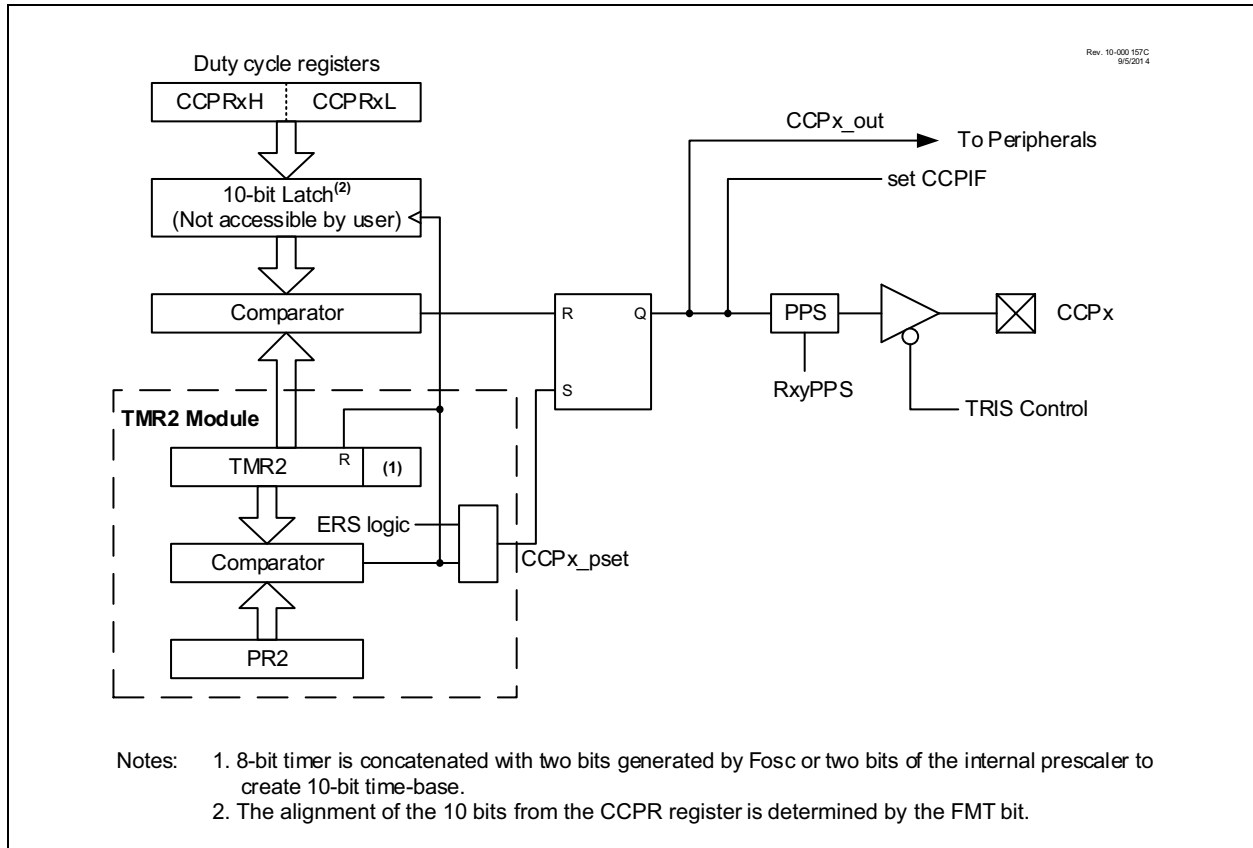 Rev. 10-000 157C
9/5/2014
Duty cycle registers
CCPRxH CCPRxL
CCPx_out
To Peripherals
set CCPIF
10-bit Latch(2)
(Not accessible by user)
Comparator
R Q
S
PPS
CCPx
RxyPPS
TRIS Control
TMR2 Module
TMR2 R (1)
ERS logic
Comparator
CCPx_pset
PR2
Notes: 1. 8-bit timer is concatenated with two bits generated by Fosc or two bits of the internal prescaler to
create 10-bit time-base.
2. The alignment of the 10 bits from the CCPR register is determined by the FMT bit.